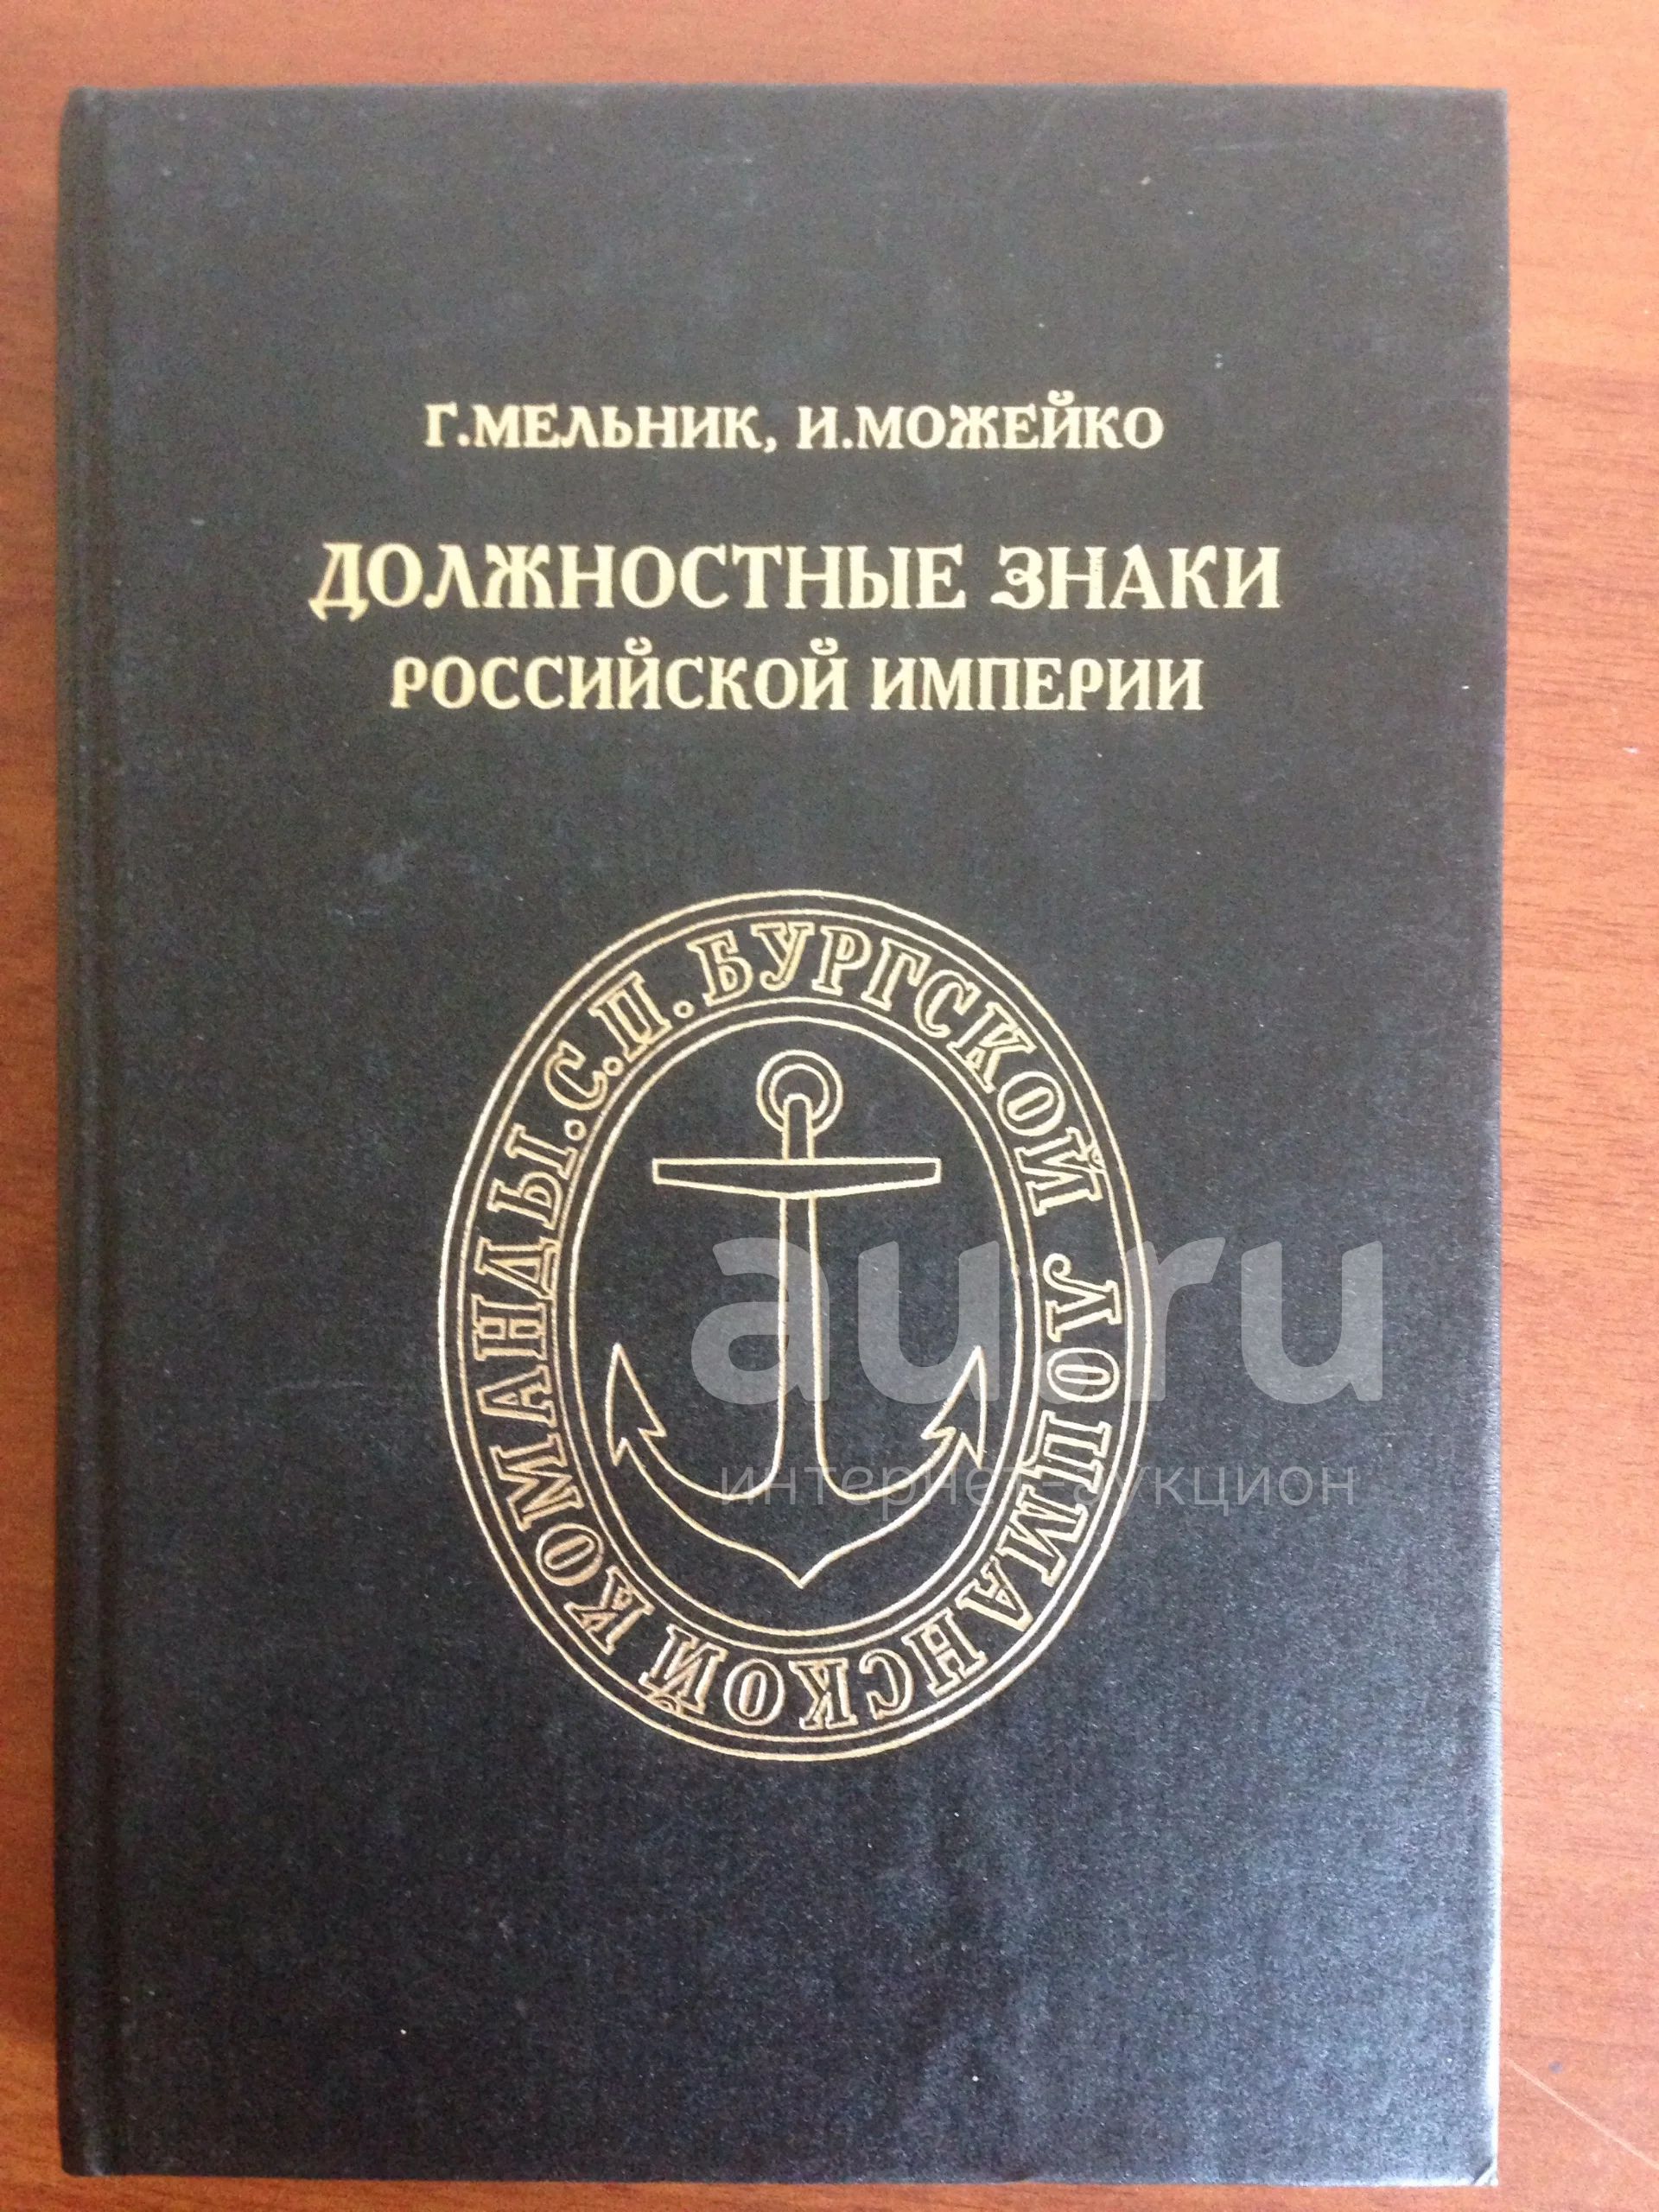 Г.МЕЛЬНИК, И.МОЖЕЙКО
ДОЛЖНОСТНЫЕ ЗНАКИ
РОССИЙСКОЙ ИМПЕРИИ
С.П.БУРГСКОЙ ЛОЦМАНСКОЙ КОМАНДЫ.
au.ru
интернет-аукцион